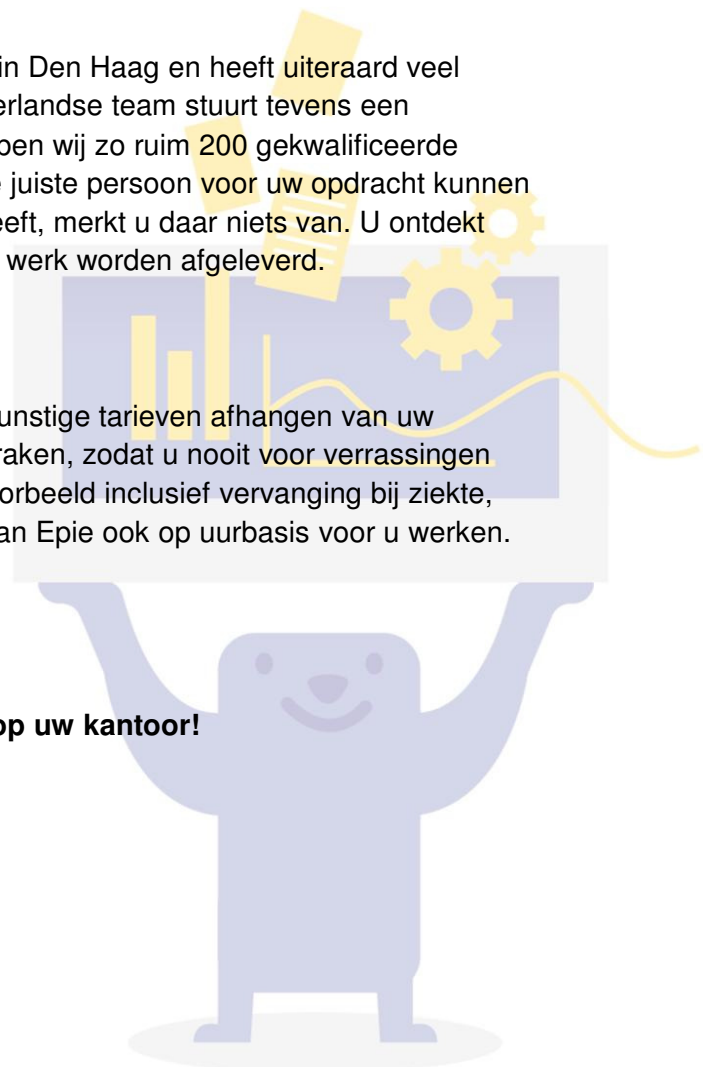 in Den Haag en heeft uiteraard veel
erlandse team stuurt tevens een
ben wij zo ruim 200 gekwalificeerde
juiste persoon voor uw opdracht kunnen
eeft, merkt u daar niets van. U ontdekt
werk worden afgeleverd.
unstige tarieven afhangen van uw
raken, zodat u nooit voor verrassingen
orbeeld inclusief vervanging bij ziekte,
an Epie ook op uurbasis voor u werken.
op uw kantoor!